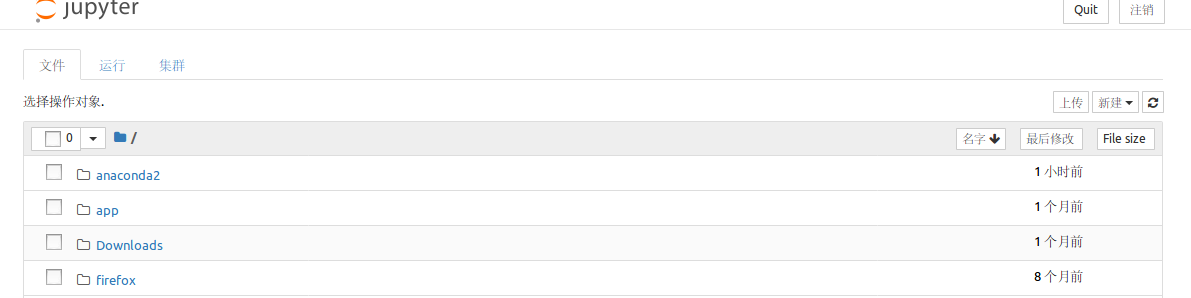 jupyter Quit 注销
文件 运行 集群
选择操作对象. 上传 新建
0 / 名字 最后修改 File size
anaconda2 1 小时前
app 1 个月前
Downloads 1 个月前
firefox 8 个月前